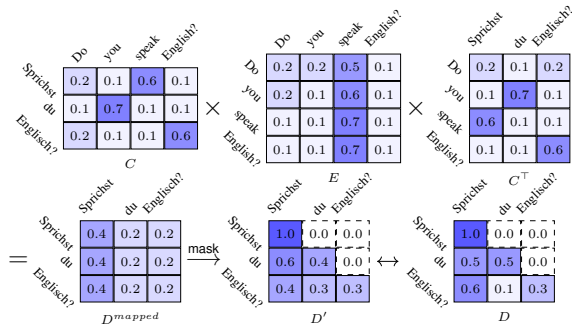 Do you speak English?
Sprichst 0.2 0.1 0.6 0.1
du 0.1 0.7 0.1 0.1
Englisch? 0.2 0.1 0.1 0.6
C
×
Do you speak English?
Do 0.2 0.2 0.5 0.1
you 0.2 0.1 0.6 0.1
speak 0.1 0.1 0.7 0.1
English? 0.1 0.1 0.7 0.1
E
×
Sprichst du Englisch?
Do 0.2 0.1 0.2
you 0.1 0.7 0.1
speak 0.6 0.1 0.1
English? 0.1 0.1 0.6
C⊤
=
Sprichst du Englisch?
Sprichst 0.4 0.2 0.2
du 0.4 0.2 0.2
Englisch? 0.4 0.2 0.2
D^mapped
mask
→
Sprichst du Englisch?
Sprichst 1.0 0.0 0.0
du 0.6 0.4 0.0
Englisch? 0.4 0.3 0.3
D′
↔
Sprichst du Englisch?
Sprichst 1.0 0.0 0.0
du 0.5 0.5 0.0
Englisch? 0.6 0.1 0.3
D